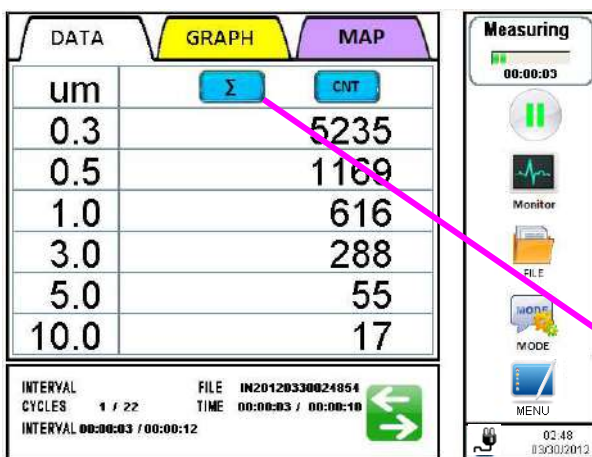 DATA GRAPH MAP
um Σ CNT
0.3 5235
0.5 1169
1.0 616
3.0 288
5.0 55
10.0 17
INTERVAL FILE IN20120330024854
CYCLES 1 / 22 TIME 00:00:03 / 00:00:10
INTERVAL 00:00:03 / 00:00:12
Measuring
00:00:03
Monitor
FILE
MODE
MODE
MENU
02:48
03/30/2012